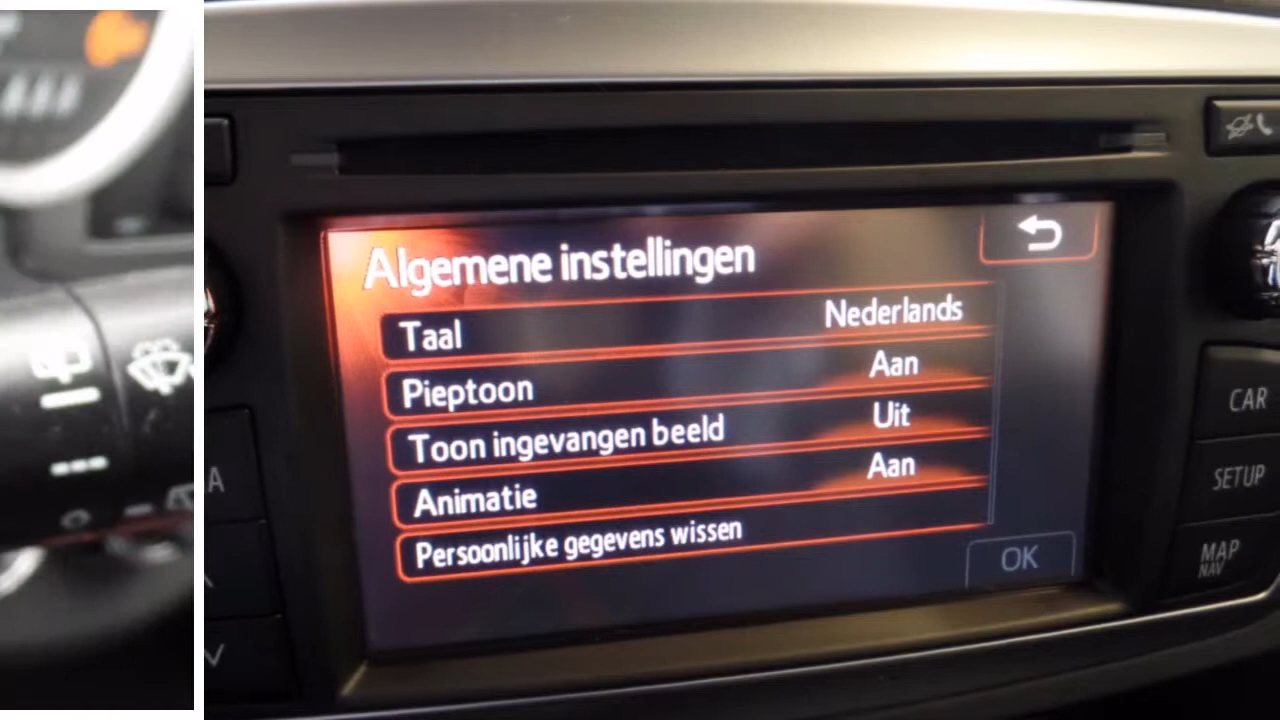 Algemene instellingen
Taal Nederlands
Pieptoon Aan
Toon ingevangen beeld Uit
Animatie Aan
Persoonlijke gegevens wissen
OK
CAR
SETUP
MAP
NAV